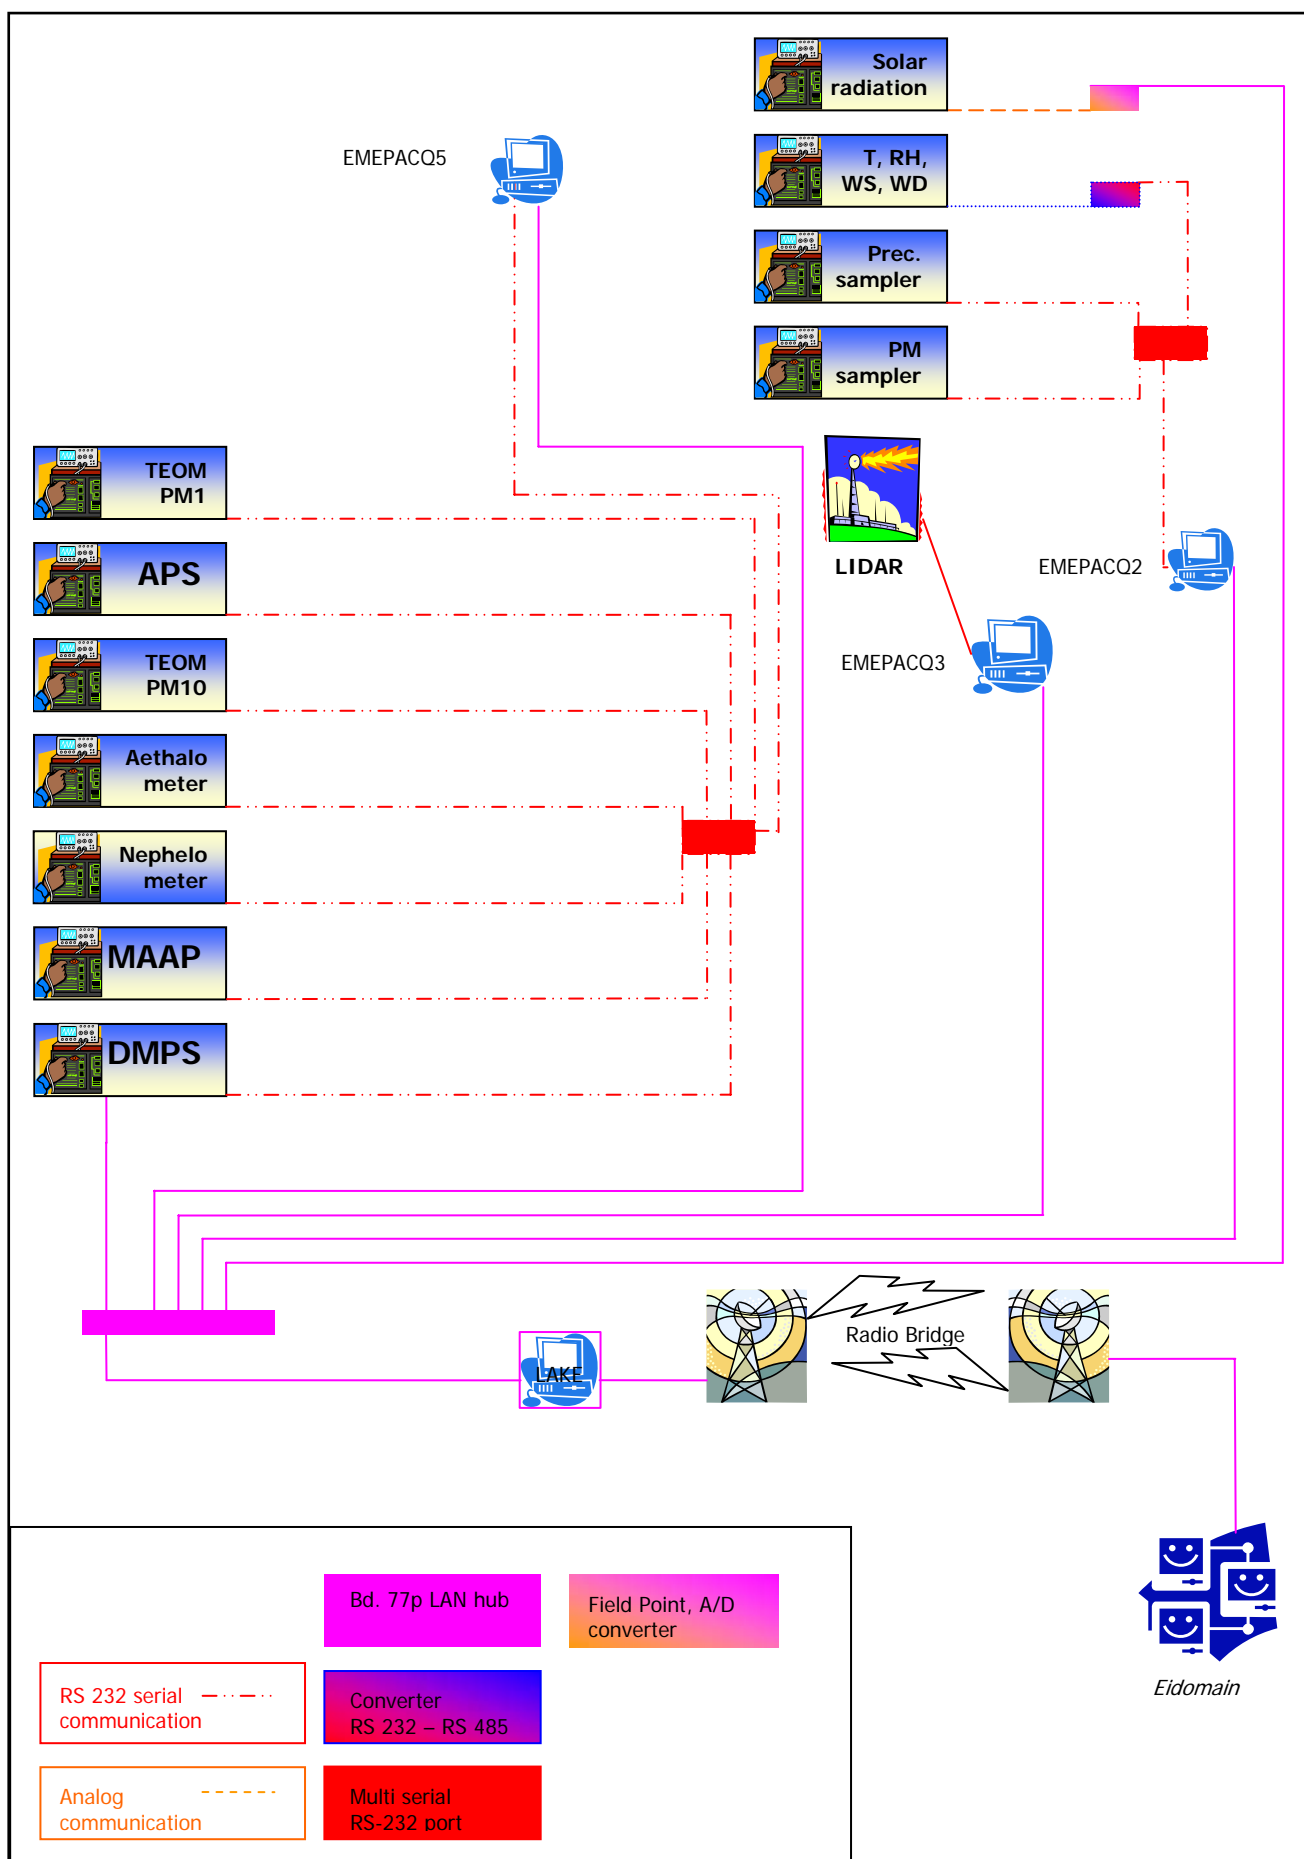 Solar
radiation
EMEPACQ5
T, RH,
WS, WD
Prec.
sampler
PM
sampler
TEOM
PM1
APS
LIDAR
EMEPACQ2
TEOM
PM10
EMEPACQ3
Aethalo
meter
Nephelo
meter
MAAP
DMPS
Radio Bridge
LAKE
Bd. 77p LAN hub
Field Point, A/D
converter
RS 232 serial
communication
Converter
RS 232 – RS 485
Eidomain
Analog
communication
Multi serial
RS-232 port